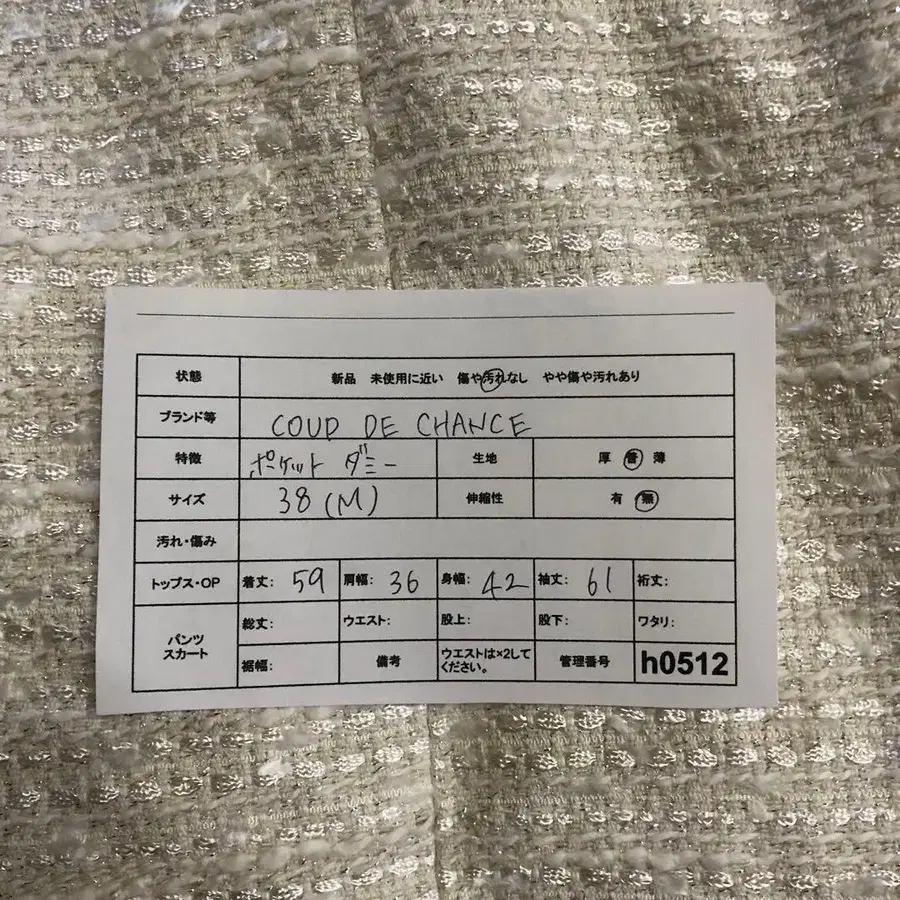 状態 新品 未使用に近い 傷や汚れなし やや傷や汚れあり
ブランド等 COUP DE CHANCE
特徴 ポケット ダミー 生地 厚 普 薄
サイズ 38(M) 伸縮性 有 無
汚れ・傷み
トップス・OP 着丈: 59 肩幅: 36 身幅: 42 袖丈: 61 裄丈:
パンツ
スカート
総丈: ウエスト: 股上: 股下: ワタリ:
裾幅: 備考 ウエストは×2して
ください。 管理番号 h0512